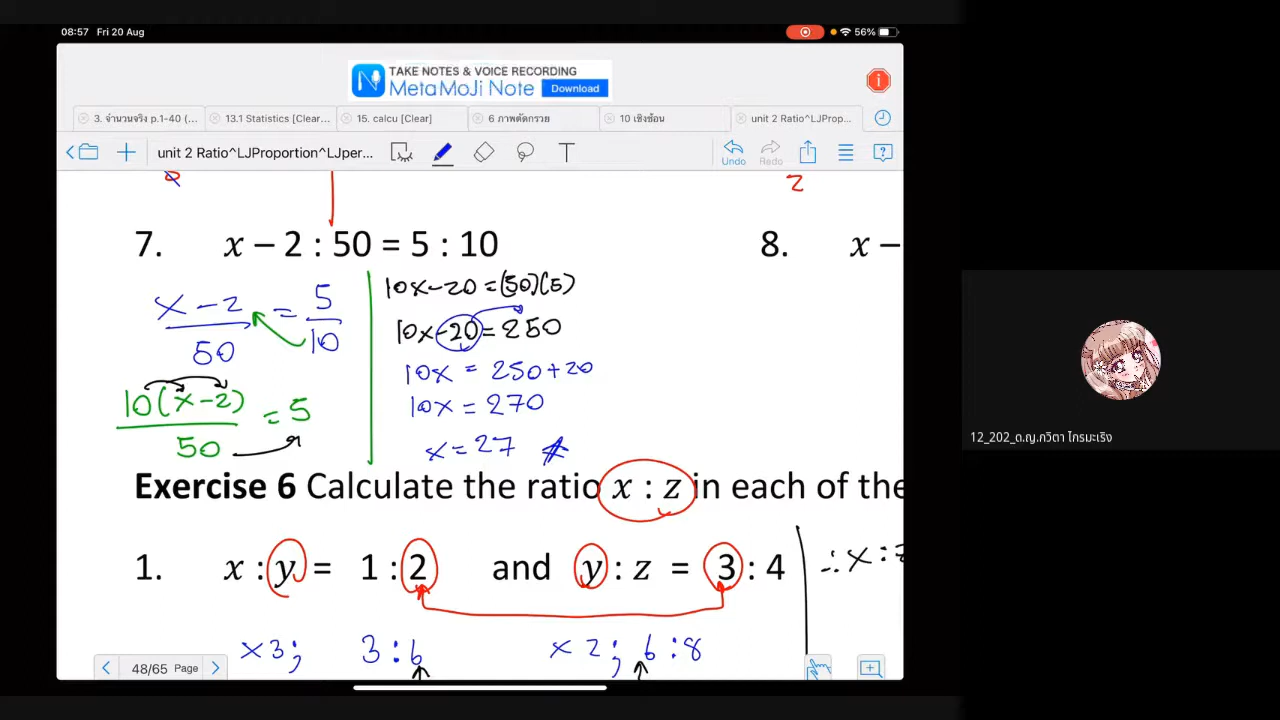 08:57 Fri 20 Aug
56%
TAKE NOTES & VOICE RECORDING
MetaMoJi Note
Download
3. จำนวนจริง p.1-40 (...
13.1 Statistics [Clear...
15. calcu [Clear]
6 ภาพตัดกรวย
10 เชิงซ้อน
unit 2 Ratio^LJProp...
unit 2 Ratio^LJProportion^LJper...
T
Undo
Redo
2
7. x – 2 : 50 = 5 : 10
8. x –
x - 2 / 50 = 5 / 10
10(x-2) / 50 = 5
10x-20 = (50)(5)
10x-20 = 250
10x = 250+20
10x = 270
x = 27
Exercise 6 Calculate the ratio x : z in each of the
1. x : y = 1 : 2 and y : z = 3 : 4
∴ x :
x3; 3 : 6
x 2; 6 : 8
48/65 Page
12_202_ด.ญ.กวิตา ไกรมะเริง